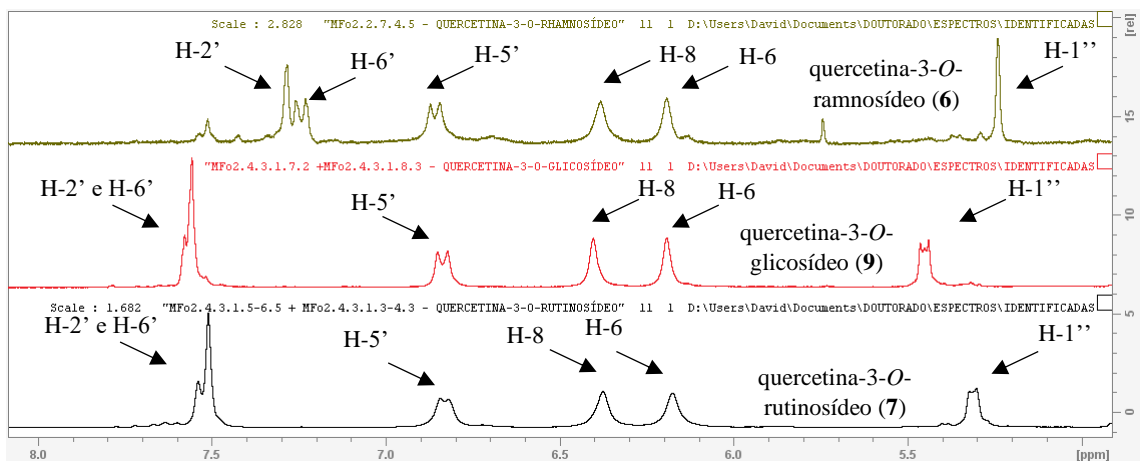 Scale : 2.828 "MFo2.2.7.4.5 - QUERCETINA-3-O-RHAMNOSÍDEO" 11 1 D:\Users\David\Documents\DOUTORADO\ESPECTROS\IDENTIFICADAS
[rel]
H-2’
H-6’
H-5’
H-8
H-6
H-1’’
quercetina-3-O-
ramnosídeo (6)
15
"MFo2.4.3.1.7.2 +MFo2.4.3.1.8.3 - QUERCETINA-3-O-GLICOSÍDEO" 11 1 D:\Users\David\Documents\DOUTORADO\ESPECTROS\IDENTIFICADAS
H-2’ e H-6’
H-5’
H-8
H-6
H-1’’
quercetina-3-O-
glicosídeo (9)
10
Scale : 1.682 "MFo2.4.3.1.5-6.5 + MFo2.4.3.1.3-4.3 - QUERCETINA-3-O-RUTINOSÍDEO" 11 1 D:\Users\David\Documents\DOUTORADO\ESPECTROS\IDENTIFICADAS
5
H-2’ e H-6’
H-5’
H-8
H-6
H-1’’
quercetina-3-O-
rutinosídeo (7)
0
8.0 7.5 7.0 6.5 6.0 5.5 [ppm]